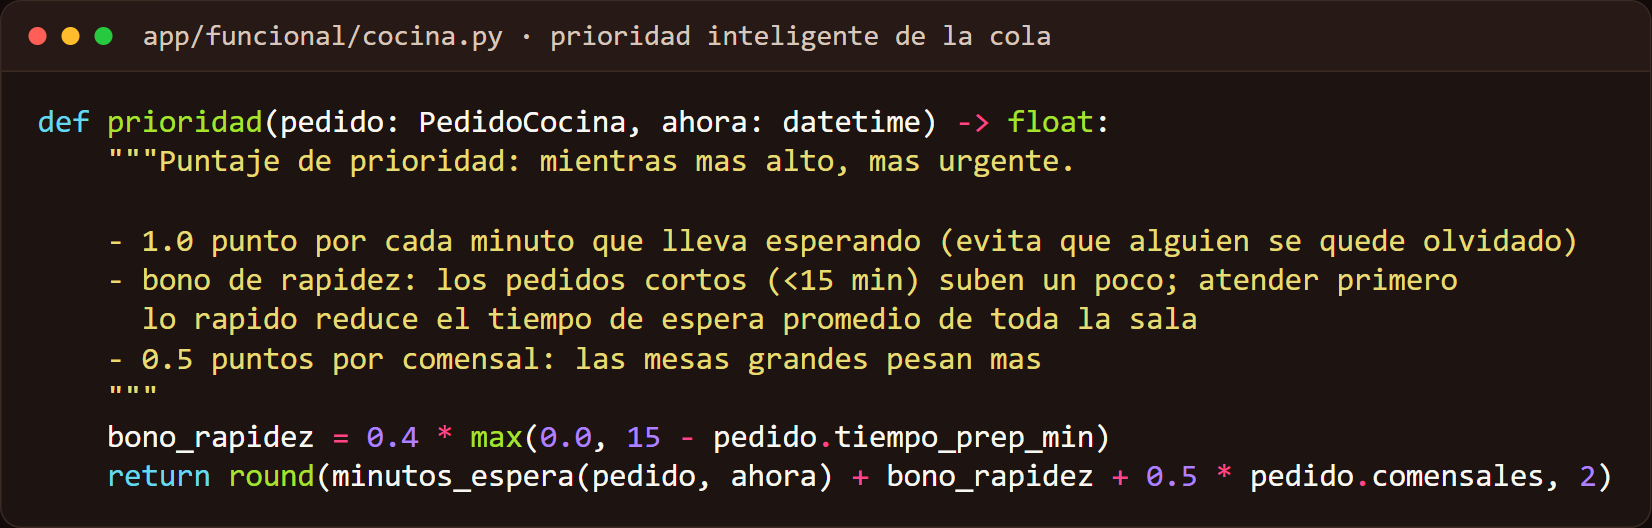 app/funcional/cocina.py · prioridad inteligente de la cola
def prioridad(pedido: PedidoCocina, ahora: datetime) -> float:
"""Puntaje de prioridad: mientras mas alto, mas urgente.
- 1.0 punto por cada minuto que lleva esperando (evita que alguien se quede olvidado)
- bono de rapidez: los pedidos cortos (<15 min) suben un poco; atender primero
lo rapido reduce el tiempo de espera promedio de toda la sala
- 0.5 puntos por comensal: las mesas grandes pesan mas
"""
bono_rapidez = 0.4 * max(0.0, 15 - pedido.tiempo_prep_min)
return round(minutos_espera(pedido, ahora) + bono_rapidez + 0.5 * pedido.comensales, 2)